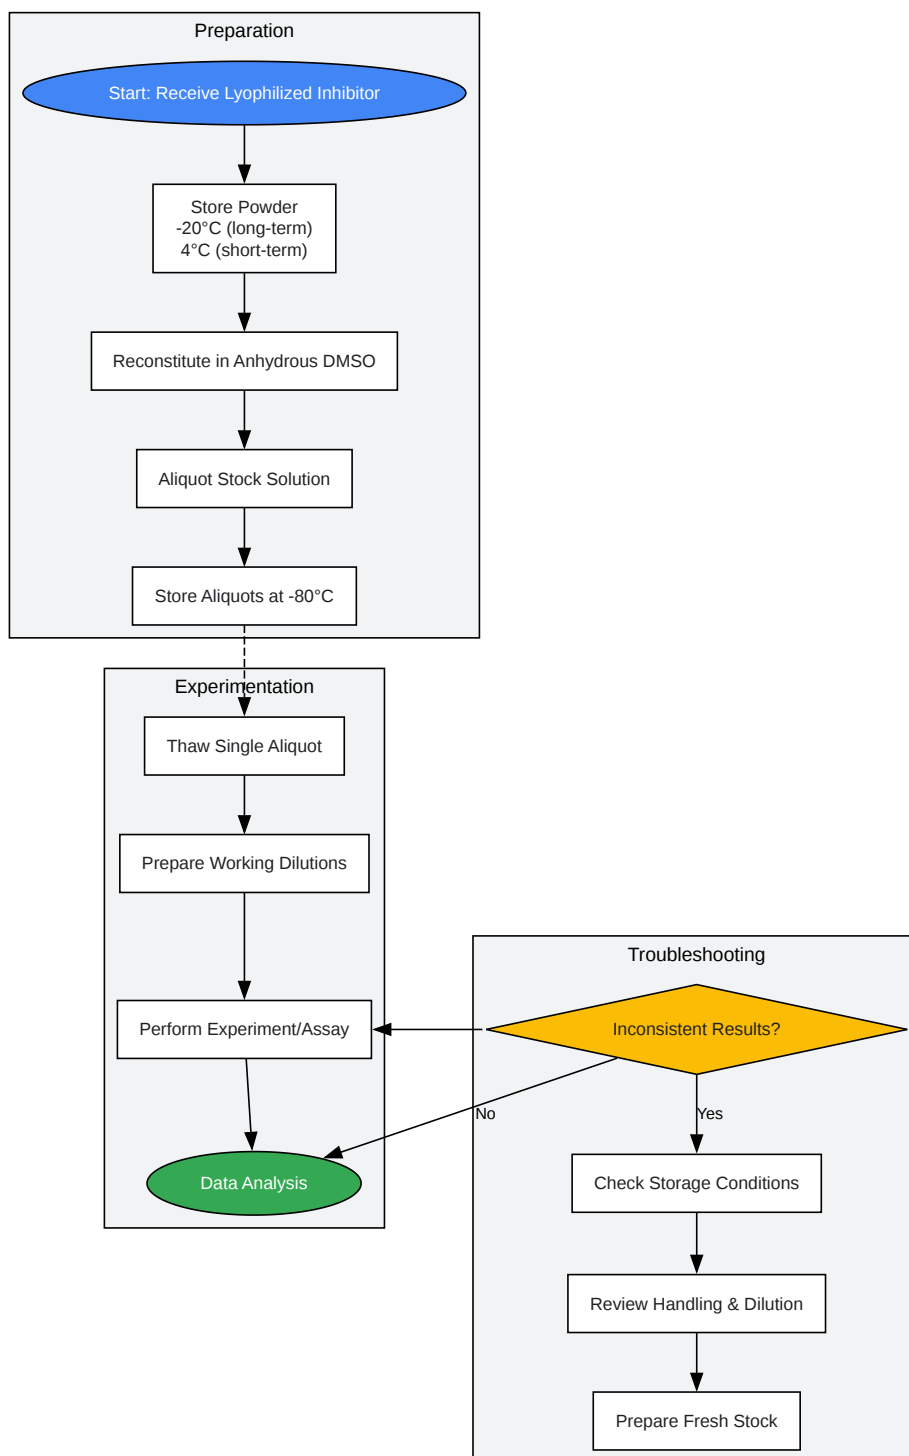 Preparation
Start: Receive Lyophilized Inhibitor
Store Powder
-20°C (long-term)
4°C (short-term)
Reconstitute in Anhydrous DMSO
Aliquot Stock Solution
Store Aliquots at -80°C
Experimentation
Thaw Single Aliquot
Prepare Working Dilutions
Perform Experiment/Assay
Data Analysis
Troubleshooting
Inconsistent Results?
No
Yes
Check Storage Conditions
Review Handling & Dilution
Prepare Fresh Stock